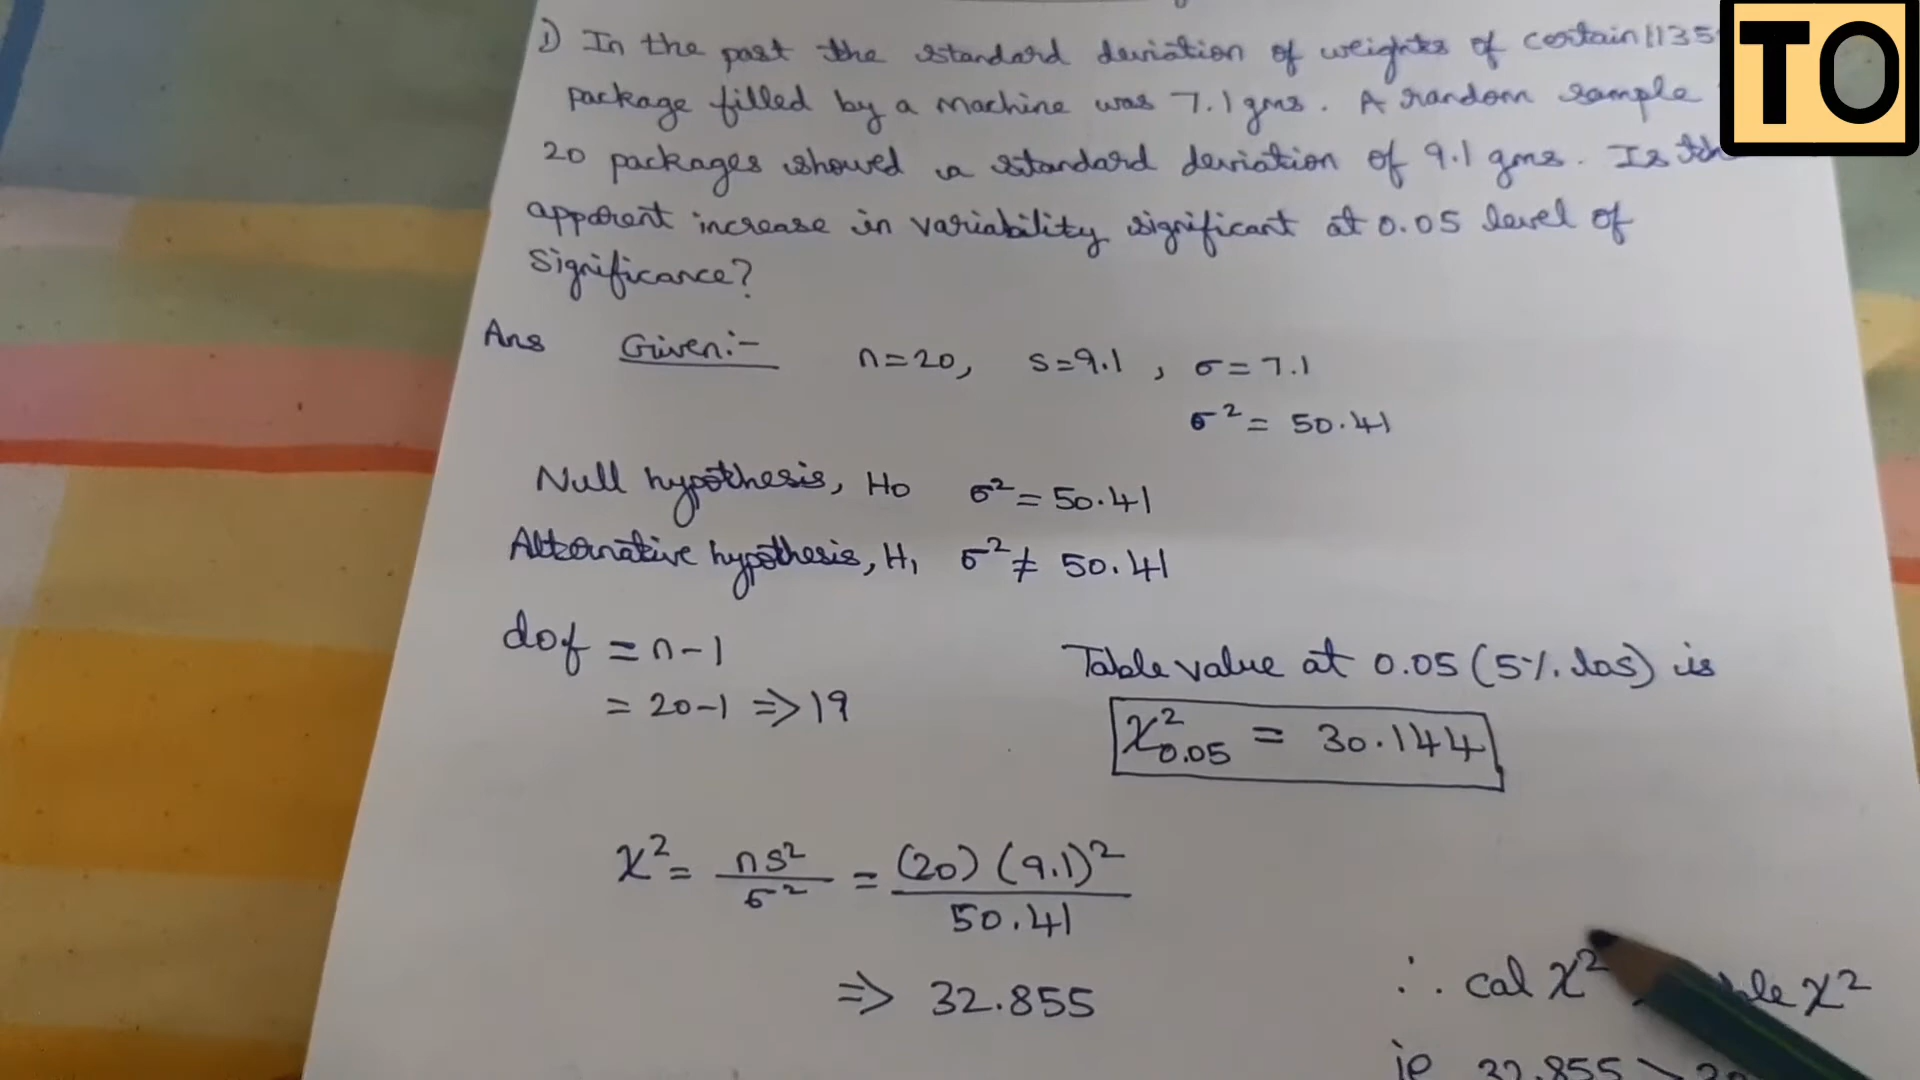 TO
1) In the past the standard deviation of weights of certain 1135
package filled by a machine was 7.1 gms. A random sample
20 packages showed a standard deviation of 9.1 gms. Is th
apparent increase in variability significant at 0.05 level of
Significance?
Ans Given:- n=20, s=9.1, σ=7.1
σ² = 50.41
Null hypothesis, H0 σ² = 50.41
Alternative hypothesis, H1 σ² ≠ 50.41
dof = n-1
= 20-1 => 19
Table value at 0.05 (5% los) is
χ²0.05 = 30.144
χ² = ns²/σ² = (20)(9.1)²/50.41
=> 32.855
∴ cal χ² χ²
ie 32.855 >